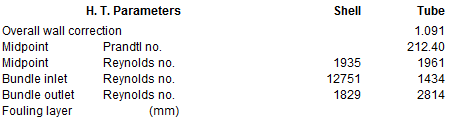 H. T. Parameters Shell Tube
Overall wall correction 1.091
Midpoint Prandtl no. 212.40
Midpoint Reynolds no. 1935 1961
Bundle inlet Reynolds no. 12751 1434
Bundle outlet Reynolds no. 1829 2814
Fouling layer (mm)